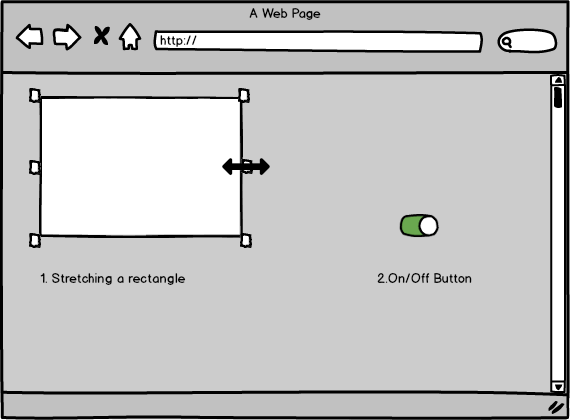 A Web Page
http://
1. Stretching a rectangle
2.On/Off Button